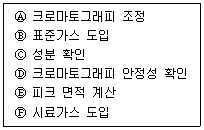 Ⓐ 크로마토그래피 조정
Ⓑ 표준가스 도입
Ⓒ 성분 확인
Ⓓ 크로마토그래피 안정성 확인
Ⓔ 피크 면적 계산
Ⓕ 시료가스 도입